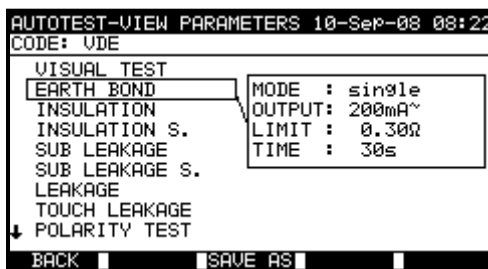 AUTOTEST-VIEW PARAMETERS 10-Sep-08 08:22
CODE: VDE
VISUAL TEST
EARTH BOND
INSULATION
INSULATION S.
SUB LEAKAGE
SUB LEAKAGE S.
LEAKAGE
TOUCH LEAKAGE
POLARITY TEST
MODE : single
OUTPUT: 200mA~
LIMIT : 0.30Ω
TIME : 30s
BACK SAVE AS